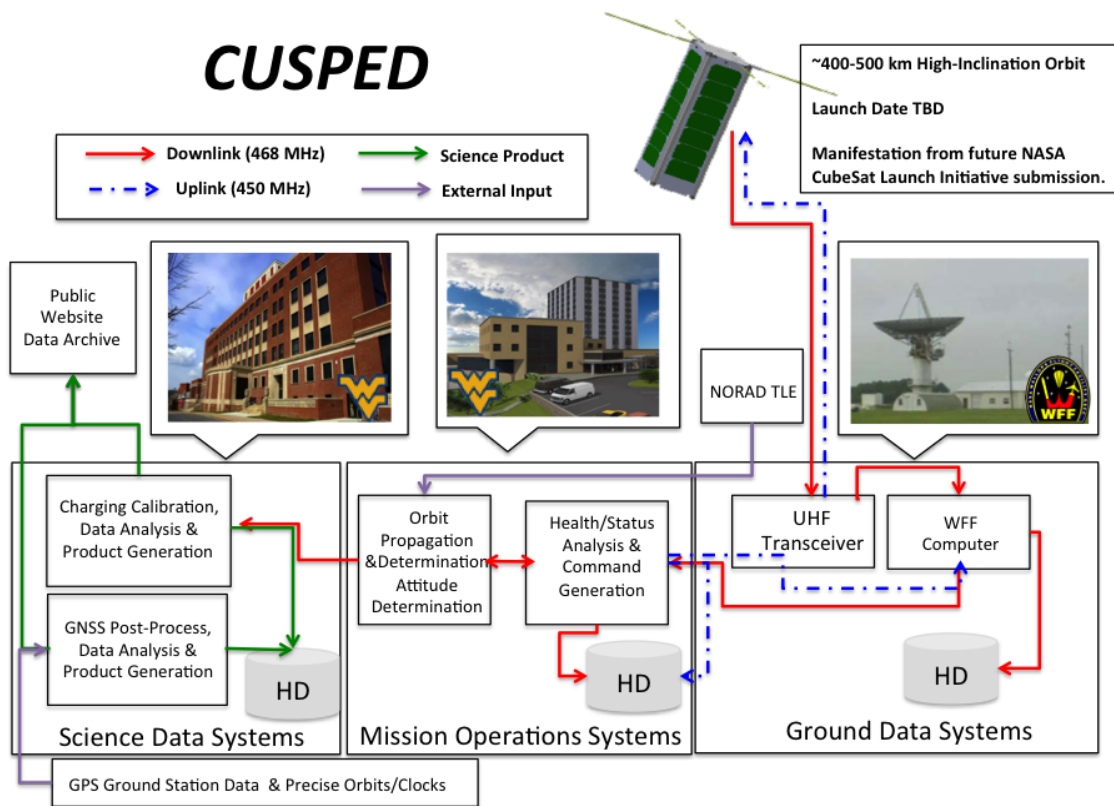 CUSPED
~400-500 km High-Inclination Orbit
Launch Date TBD
Manifestation from future NASA
CubeSat Launch Initiative submission.
Downlink (468 MHz)
Science Product
Uplink (450 MHz)
External Input
Public
Website
Data Archive
WV
WV
NORAD TLE
WFF
Charging Calibration,
Data Analysis &
Product Generation
GNSS Post-Process,
Data Analysis &
Product Generation
HD
Science Data Systems
Orbit
Propagation
&Determination
Attitude
Determination
Health/Status
Analysis &
Command
Generation
HD
Mission Operations Systems
UHF
Transceiver
WFF
Computer
HD
Ground Data Systems
GPS Ground Station Data & Precise Orbits/Clocks